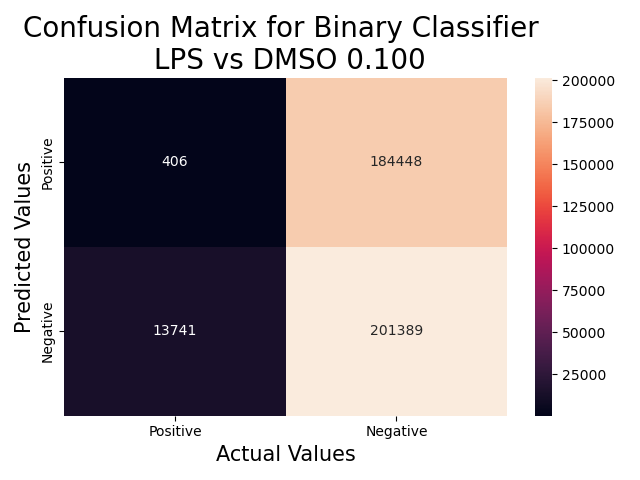 Confusion Matrix for Binary Classifier
LPS vs DMSO 0.100
Predicted Values
Positive
Negative
406
184448
13741
201389
Positive
Negative
Actual Values
200000
175000
150000
125000
100000
75000
50000
25000